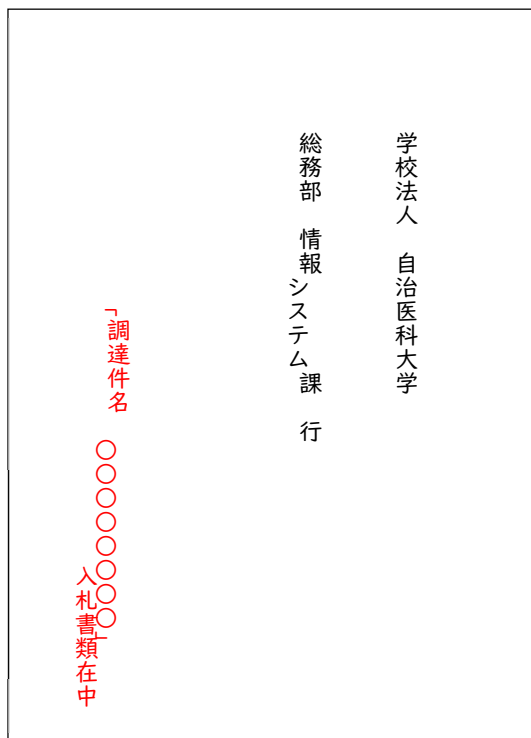 学校法人　自治医科大学
総務部　情報システム課　行
「調達件名　〇〇〇〇〇〇〇〇」
入札書類在中